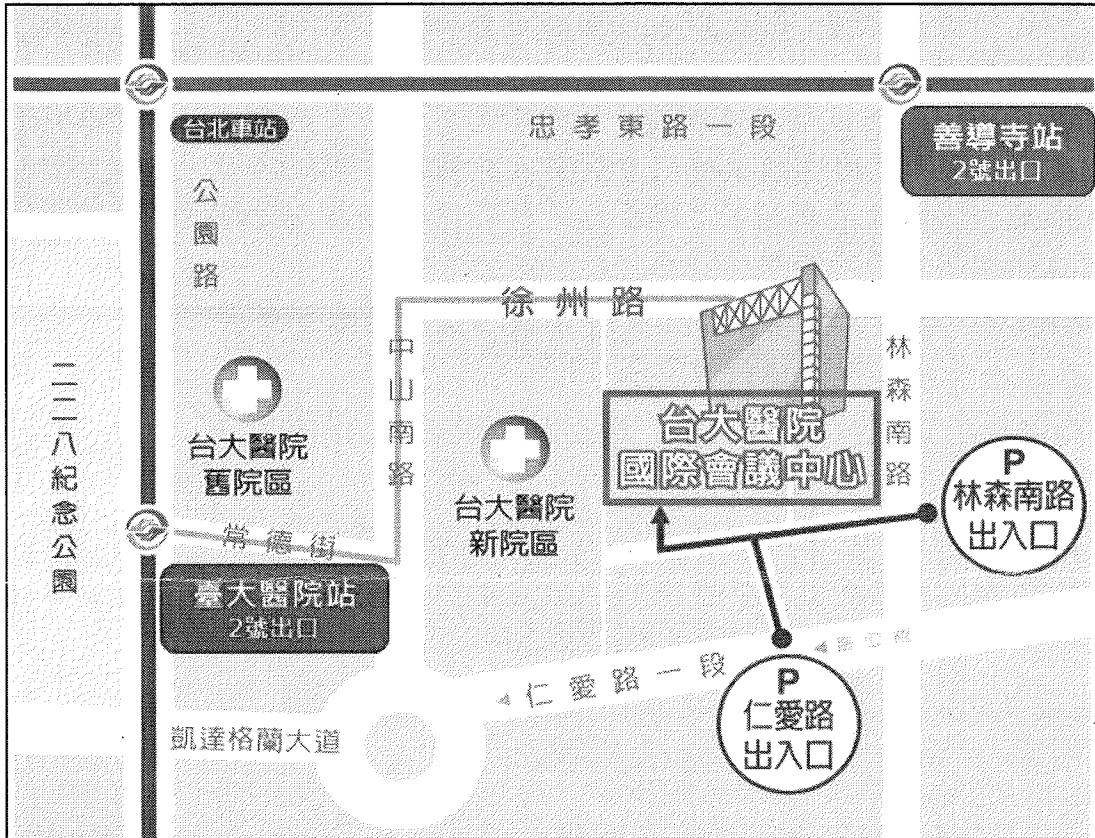 台北車站
忠孝東路一段
善導寺站
2號出口
公園路
徐州路
中山南路
林森南路
二二八紀念公園
台大醫院
舊院區
台大醫院
國際會議中心
台大醫院
新院區
P
林森南路
出入口
常德街
臺大醫院站
2號出口
仁愛路一段
P
仁愛路
出入口
凱達格蘭大道